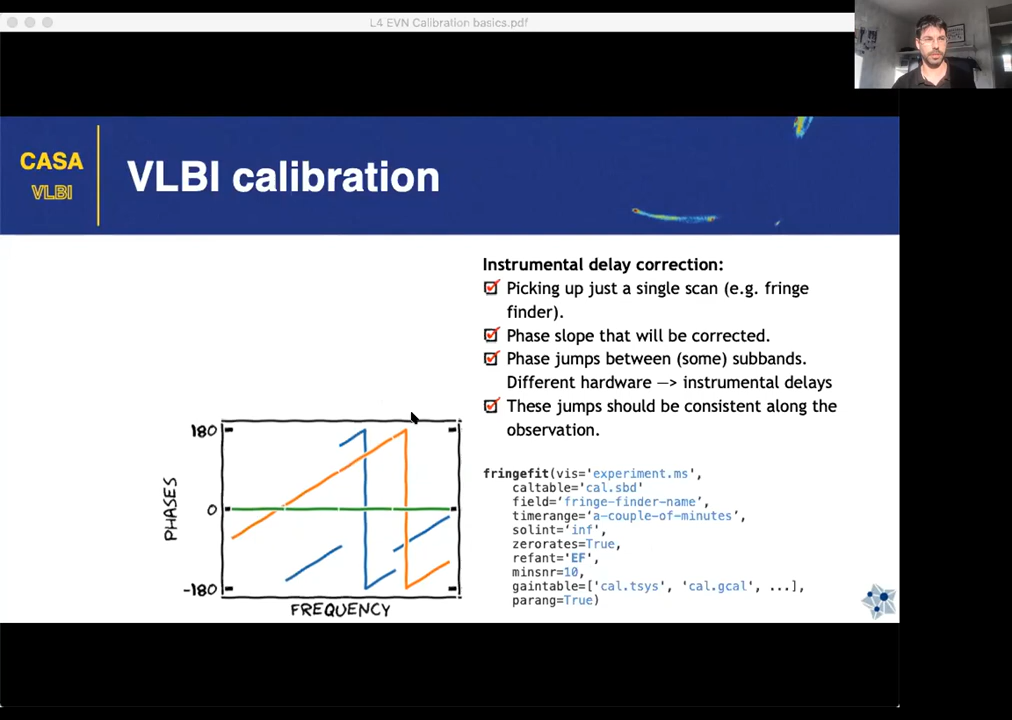 L4 EVN Calibration basics.pdf
CASA
VLBI
VLBI calibration
Instrumental delay correction:
Picking up just a single scan (e.g. fringe
finder).
Phase slope that will be corrected.
Phase jumps between (some) subbands.
Different hardware —> instrumental delays
These jumps should be consistent along the
observation.
180
0
-180
PHASES
FREQUENCY
fringefit(vis='experiment.ms',
caltable='cal.sbd'
field=‘fringe-finder-name’,
timerange=‘a-couple-of-minutes’,
solint=‘inf’,
zerorates=True,
refant='EF',
minsnr=10,
gaintable=['cal.tsys', 'cal.gcal', ...],
parang=True)